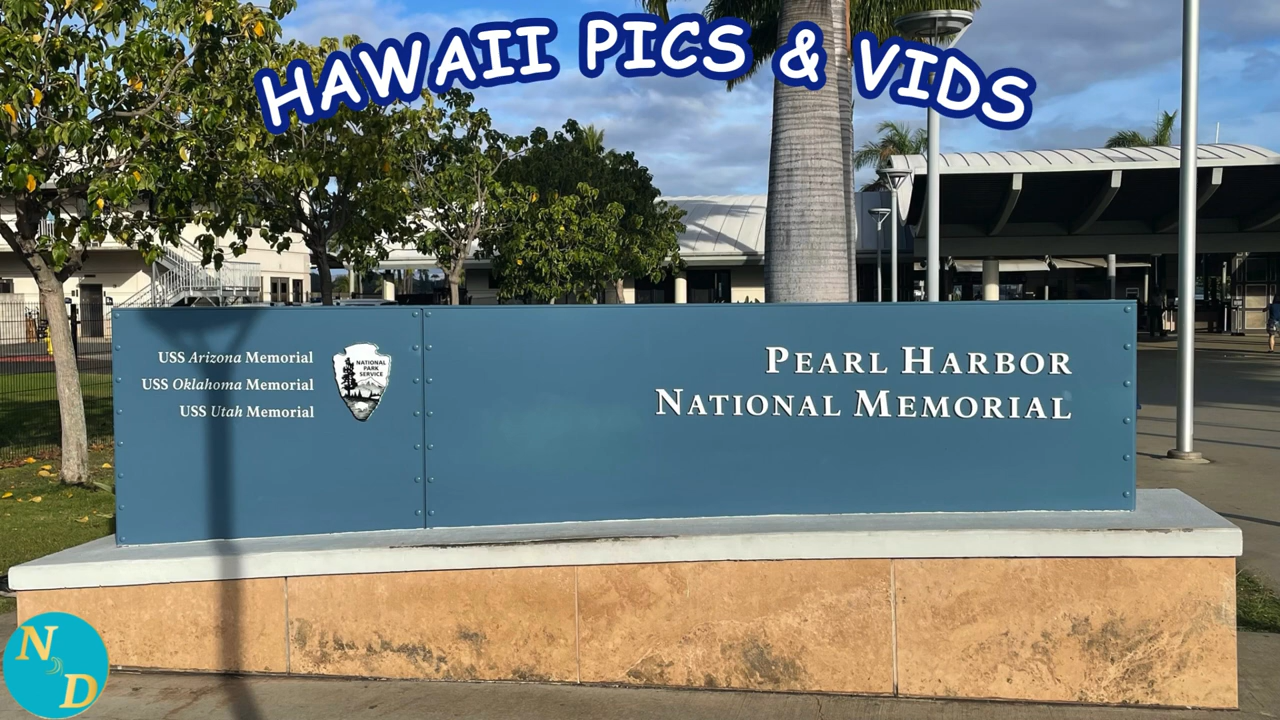 HAWAII PICS & VIDS
USS Arizona Memorial
USS Oklahoma Memorial
USS Utah Memorial
NATIONAL
PARK
SERVICE
PEARL HARBOR
NATIONAL MEMORIAL
N D